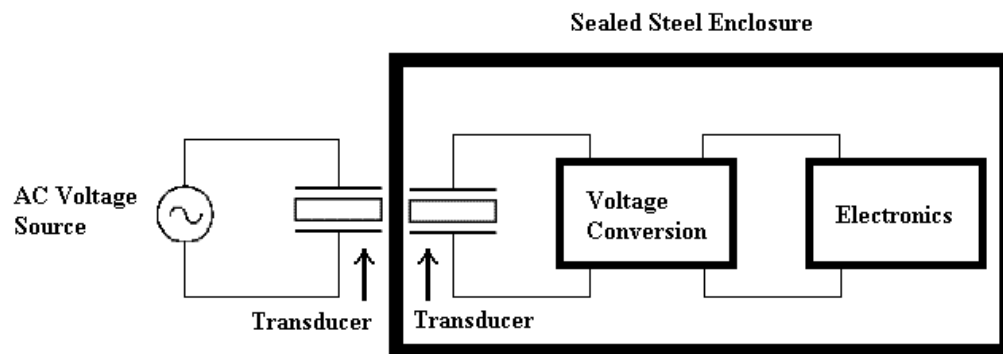 Sealed Steel Enclosure
AC Voltage
Source
Voltage
Conversion
Electronics
Transducer
Transducer